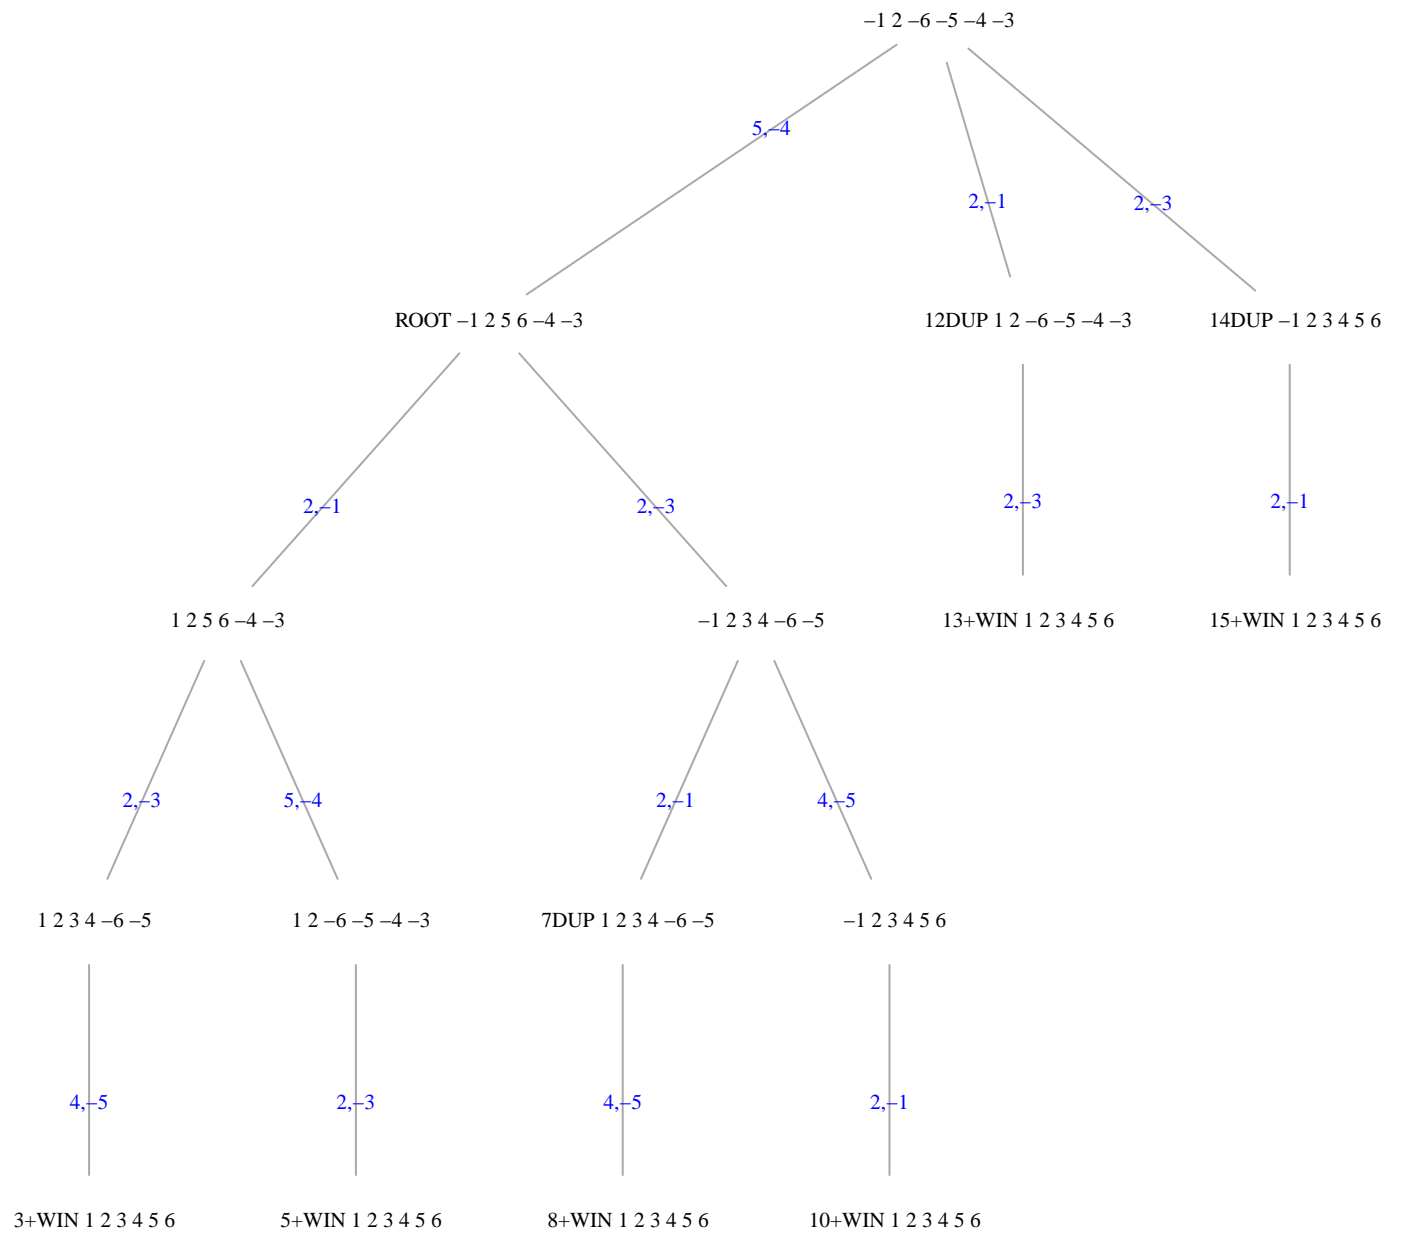 –1 2 –6 –5 –4 –3
5,–4
2,–1
2,–3
ROOT –1 2 5 6 –4 –3
12DUP 1 2 –6 –5 –4 –3
14DUP –1 2 3 4 5 6
2,–1
2,–3
2,–3
2,–1
1 2 5 6 –4 –3
–1 2 3 4 –6 –5
13+WIN 1 2 3 4 5 6
15+WIN 1 2 3 4 5 6
2,–3
5,–4
2,–1
4,–5
1 2 3 4 –6 –5
1 2 –6 –5 –4 –3
7DUP 1 2 3 4 –6 –5
–1 2 3 4 5 6
4,–5
2,–3
4,–5
2,–1
3+WIN 1 2 3 4 5 6
5+WIN 1 2 3 4 5 6
8+WIN 1 2 3 4 5 6
10+WIN 1 2 3 4 5 6